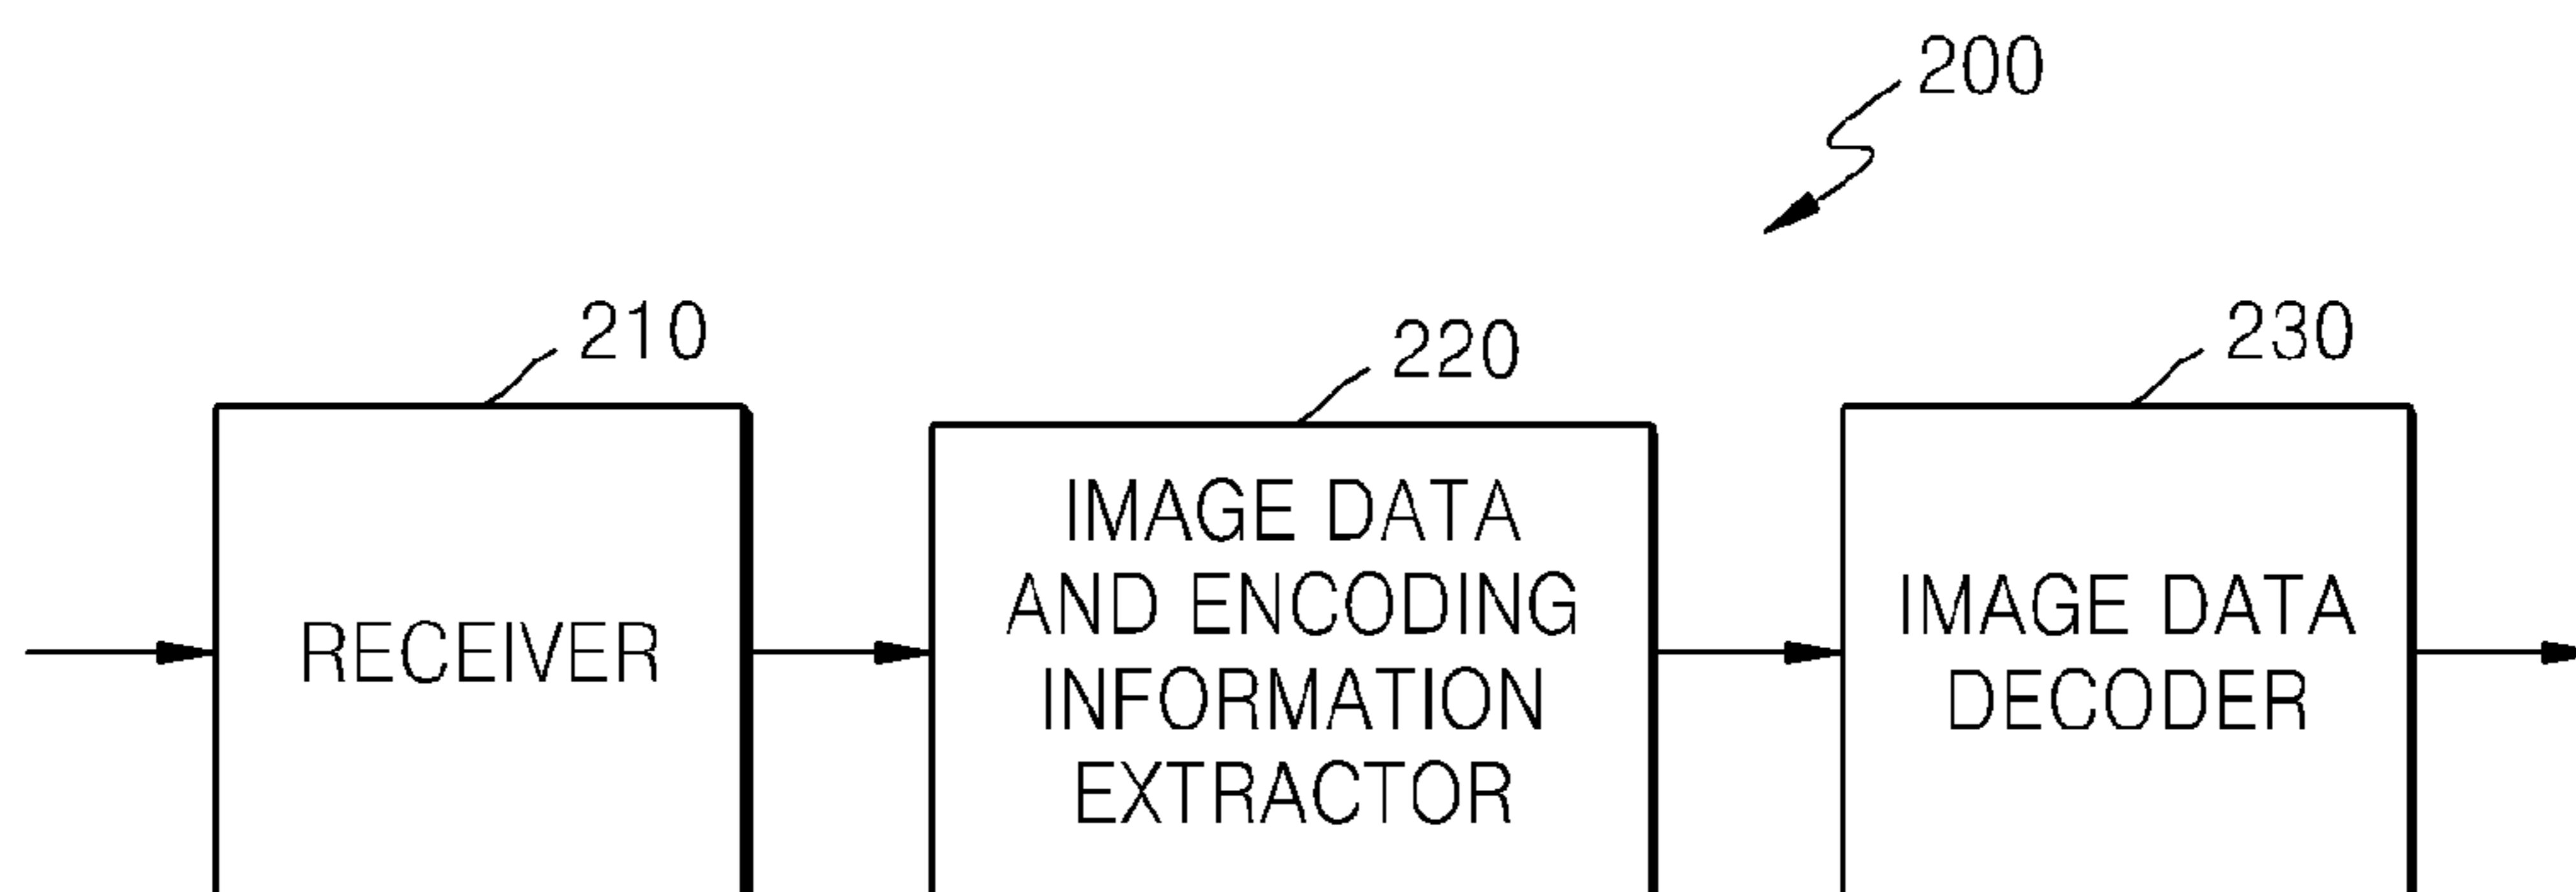 200
210
220
230
RECEIVER
IMAGE DATA
AND ENCODING
INFORMATION
EXTRACTOR
IMAGE DATA
DECODER